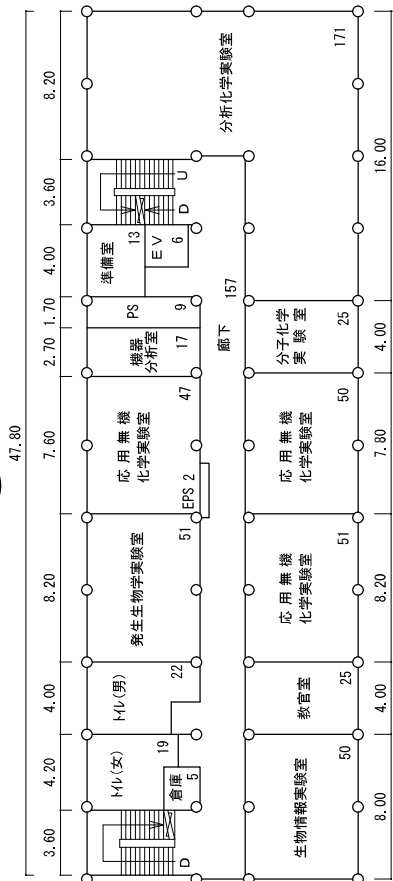 47.80
3.60
4.20
4.00
8.20
7.60
2.70
1.70
4.00
3.60
8.20
D
トイレ(女)
19
倉庫
5
トイレ(男)
22
発生生物学実験室
51
EPS 2
応用無機
化学実験室
47
機器
分析室
17
PS
9
準備室
13
EV
6
D
U
分析化学実験室
171
廊下
157
生物情報実験室
50
教官室
25
応用無機
化学実験室
51
応用無機
化学実験室
50
分子化学
実験室
25
8.00
4.00
8.20
7.80
4.00
16.00